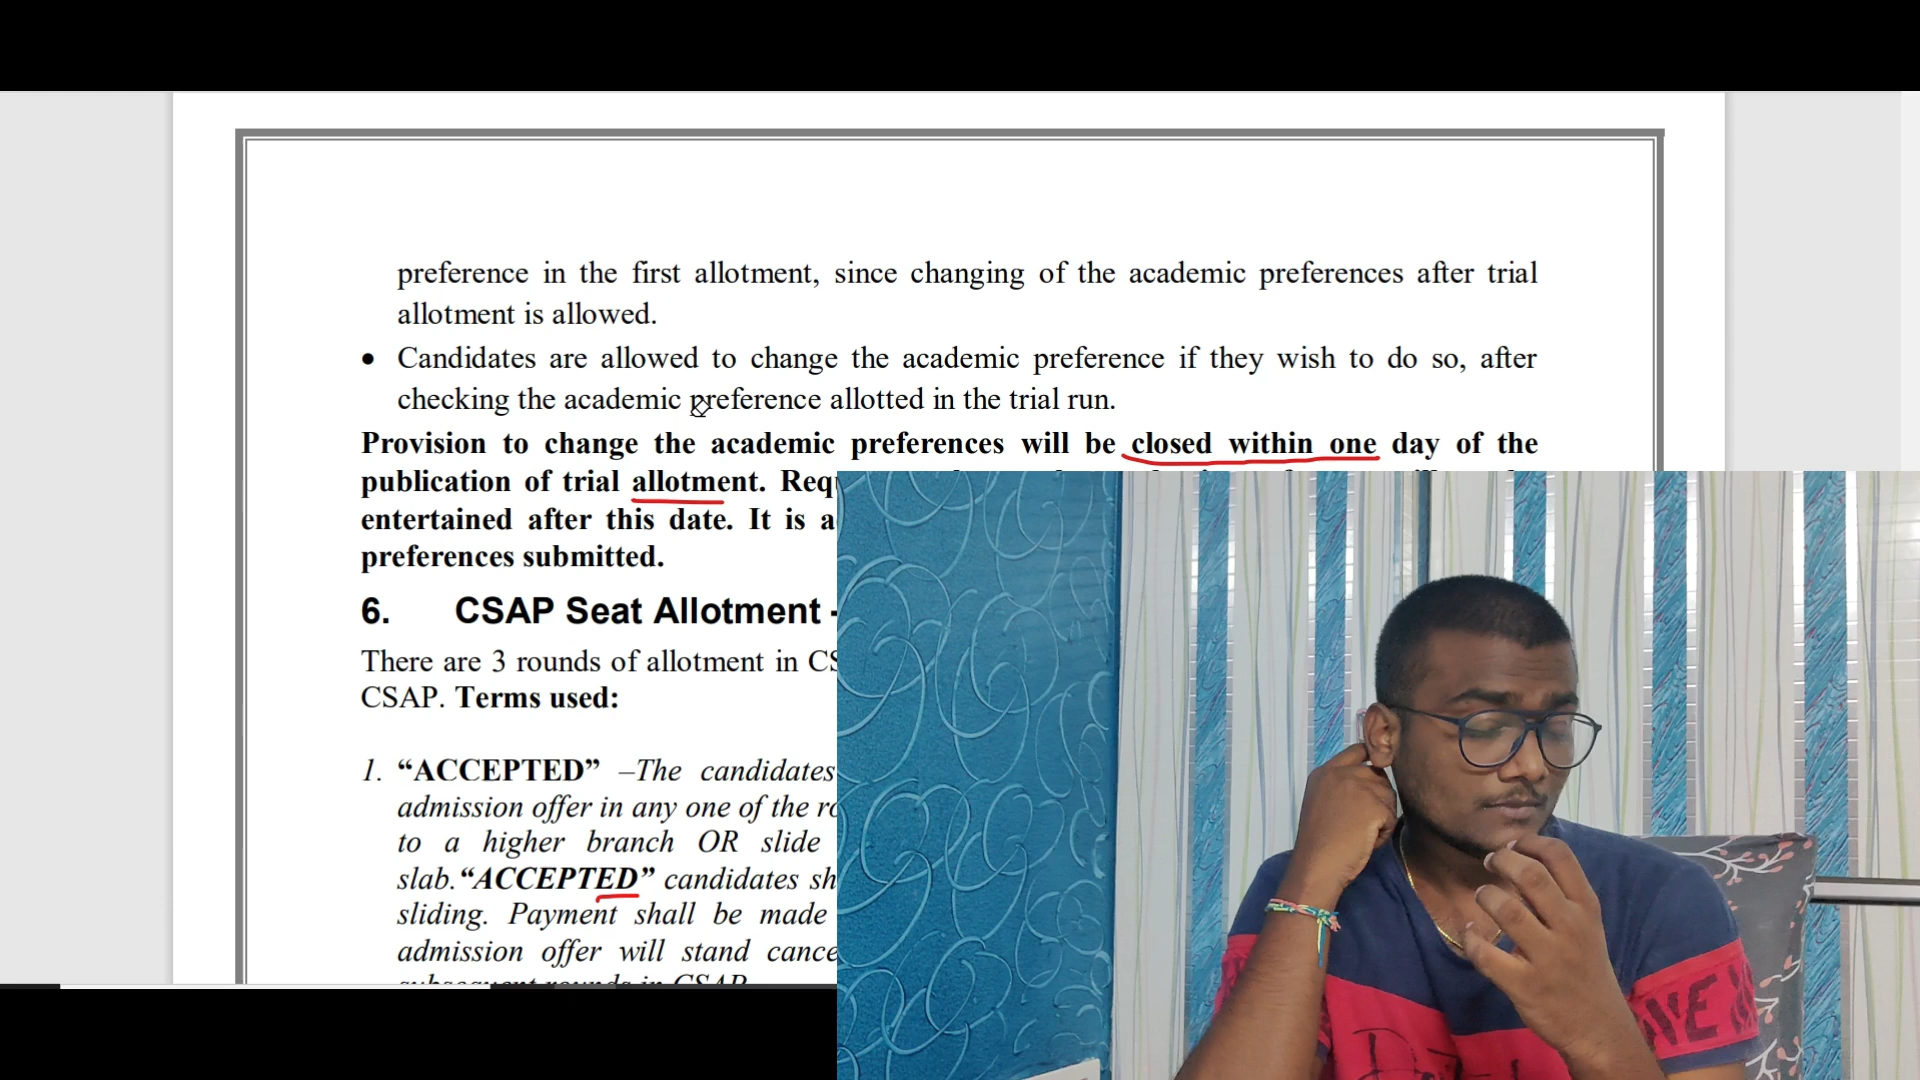 preference in the first allotment, since changing of the academic preferences after trial
allotment is allowed.
• Candidates are allowed to change the academic preference if they wish to do so, after
checking the academic preference allotted in the trial run.
Provision to change the academic preferences will be closed within one day of the
publication of trial allotment.
entertained after this date. It is
preferences submitted.
6. CSAP Seat Allotment -
There are 3 rounds of allotment in
CSAP. Terms used:
1. “ACCEPTED” –The candidates
admission offer in any one of the
to a higher branch OR slide
slab.“ACCEPTED” candidates
sliding. Payment shall be made
admission offer will stand
subsequent rounds in CSAP